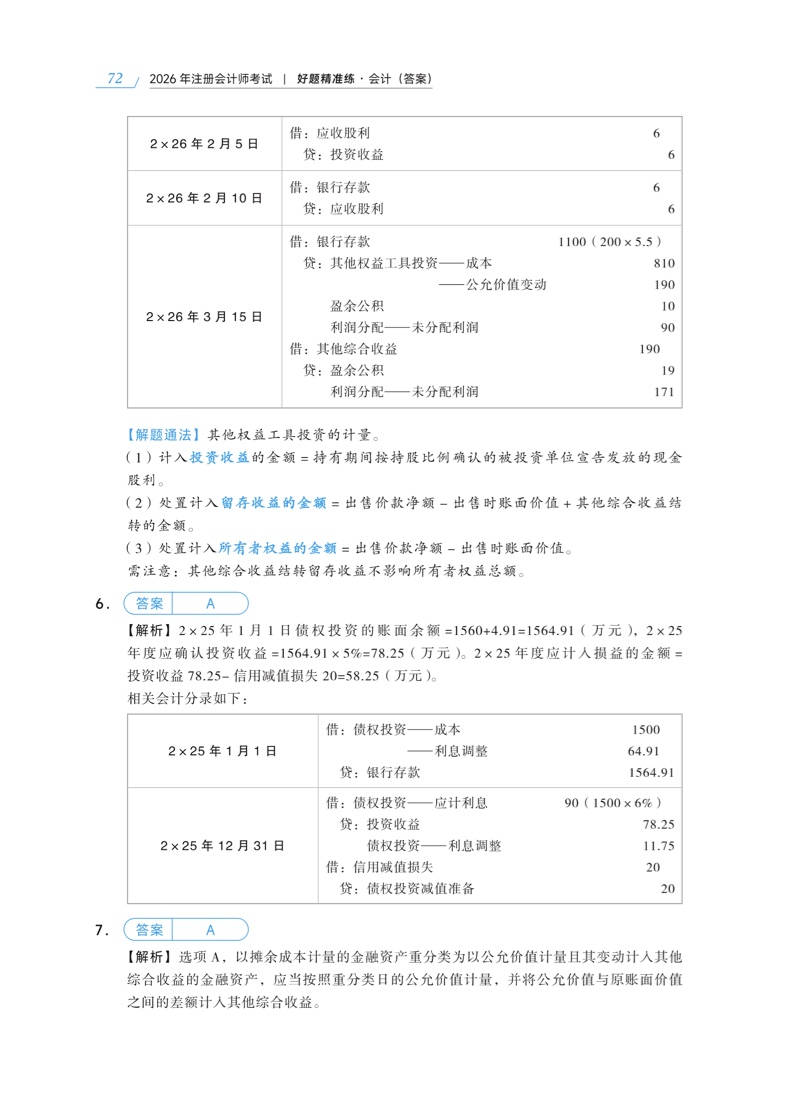 72 2026 年注册会计师考试 | 好题精准练·会计（答案）
2×26 年 2 月 5 日
借：应收股利 6
贷：投资收益 6
2×26 年 2 月 10 日
借：银行存款 6
贷：应收股利 6
2×26 年 3 月 15 日
借：银行存款 1100（200×5.5）
贷：其他权益工具投资——成本 810
——公允价值变动 190
盈余公积 10
利润分配——未分配利润 90
借：其他综合收益 190
贷：盈余公积 19
利润分配——未分配利润 171
【解题通法】其他权益工具投资的计量。
（1）计入投资收益的金额 = 持有期间按持股比例确认的被投资单位宣告发放的现金
股利。
（2）处置计入留存收益的金额 = 出售价款净额 － 出售时账面价值 + 其他综合收益结
转的金额。
（3）处置计入所有者权益的金额 = 出售价款净额 － 出售时账面价值。
需注意：其他综合收益结转留存收益不影响所有者权益总额。
6. 答案 A
【解析】2×25 年 1 月 1 日债权投资的账面余额 =1560+4.91=1564.91（万元），2×25
年度应确认投资收益 =1564.91×5%=78.25（万元）。2×25 年度应计入损益的金额 =
投资收益 78.25－信用减值损失 20=58.25（万元）。
相关会计分录如下：
2×25 年 1 月 1 日
借：债权投资——成本 1500
——利息调整 64.91
贷：银行存款 1564.91
2×25 年 12 月 31 日
借：债权投资——应计利息 90（1500×6%）
贷：投资收益 78.25
债权投资——利息调整 11.75
借：信用减值损失 20
贷：债权投资减值准备 20
7. 答案 A
【解析】选项 A，以摊余成本计量的金融资产重分类为以公允价值计量且其变动计入其他
综合收益的金融资产，应当按照重分类日的公允价值计量，并将公允价值与原账面价值
之间的差额计入其他综合收益。